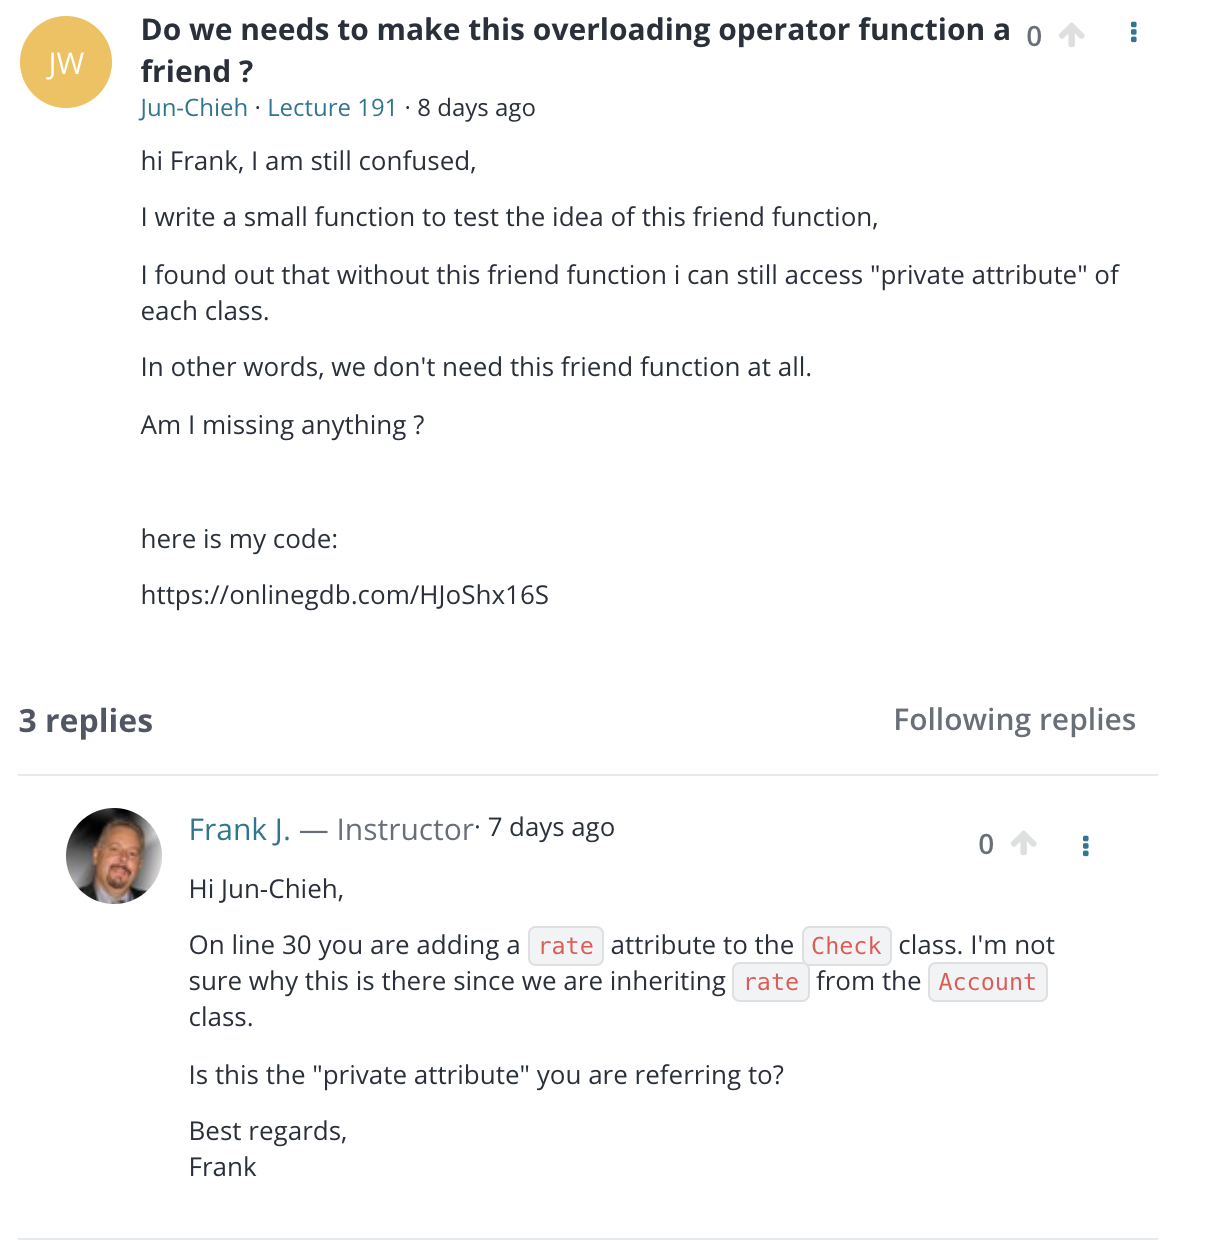 JW
Do we needs to make this overloading operator function a
friend ?
0
Jun-Chieh · Lecture 191 · 8 days ago
hi Frank, I am still confused,
I write a small function to test the idea of this friend function,
I found out that without this friend function i can still access "private attribute" of
each class.
In other words, we don't need this friend function at all.
Am I missing anything ?
here is my code:
https://onlinegdb.com/HJoShx16S
3 replies
Following replies
Frank J. — Instructor· 7 days ago
0
Hi Jun-Chieh,
On line 30 you are adding a rate attribute to the Check class. I'm not
sure why this is there since we are inheriting rate from the Account
class.
Is this the "private attribute" you are referring to?
Best regards,
Frank